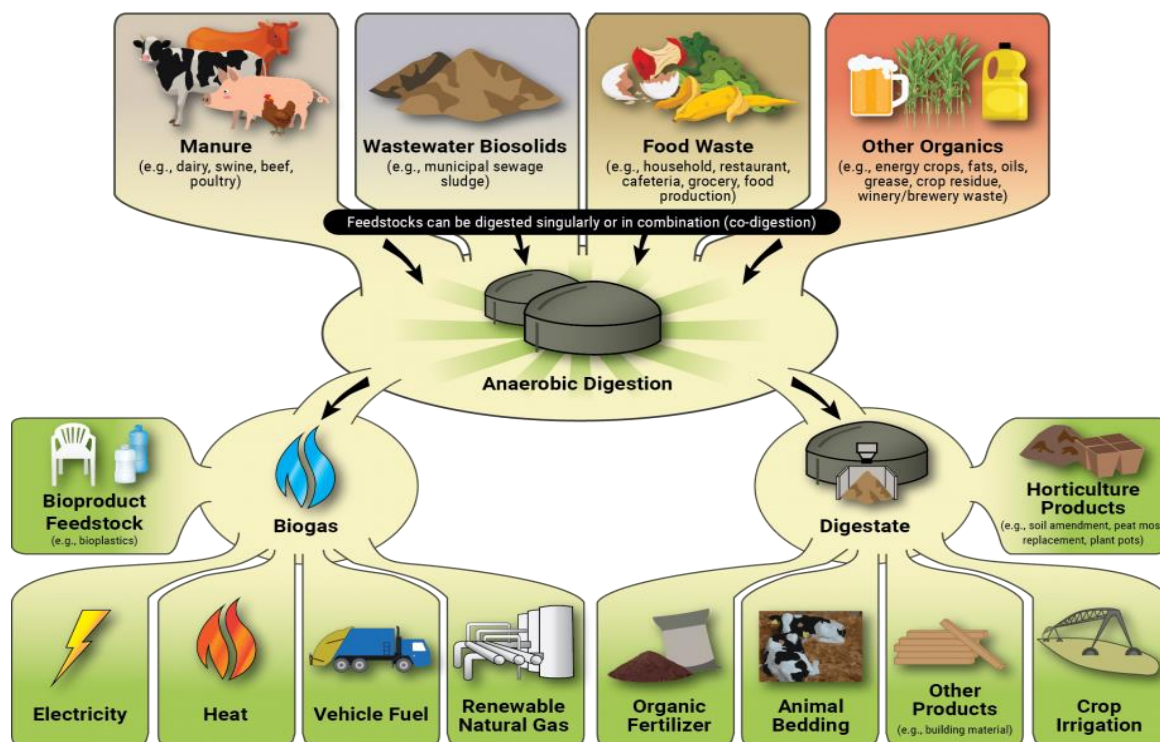 Manure
(e.g., dairy, swine, beef,
poultry)
Wastewater Biosolids
(e.g., municipal sewage
sludge)
Food Waste
(e.g., household, restaurant,
cafeteria, grocery, food
production)
Other Organics
(e.g., energy crops, fats, oils,
grease, crop residue,
winery/brewery waste)
Feedstocks can be digested singularly or in combination (co-digestion)
Anaerobic Digestion
Bioproduct
Feedstock
(e.g., bioplastics)
Biogas
Digestate
Horticulture
Products
(e.g., soil amendment, peat mos
replacement, plant pots)
Electricity
Heat
Vehicle Fuel
Renewable
Natural Gas
Organic
Fertilizer
Animal
Bedding
Other
Products
(e.g., building material)
Crop
Irrigation